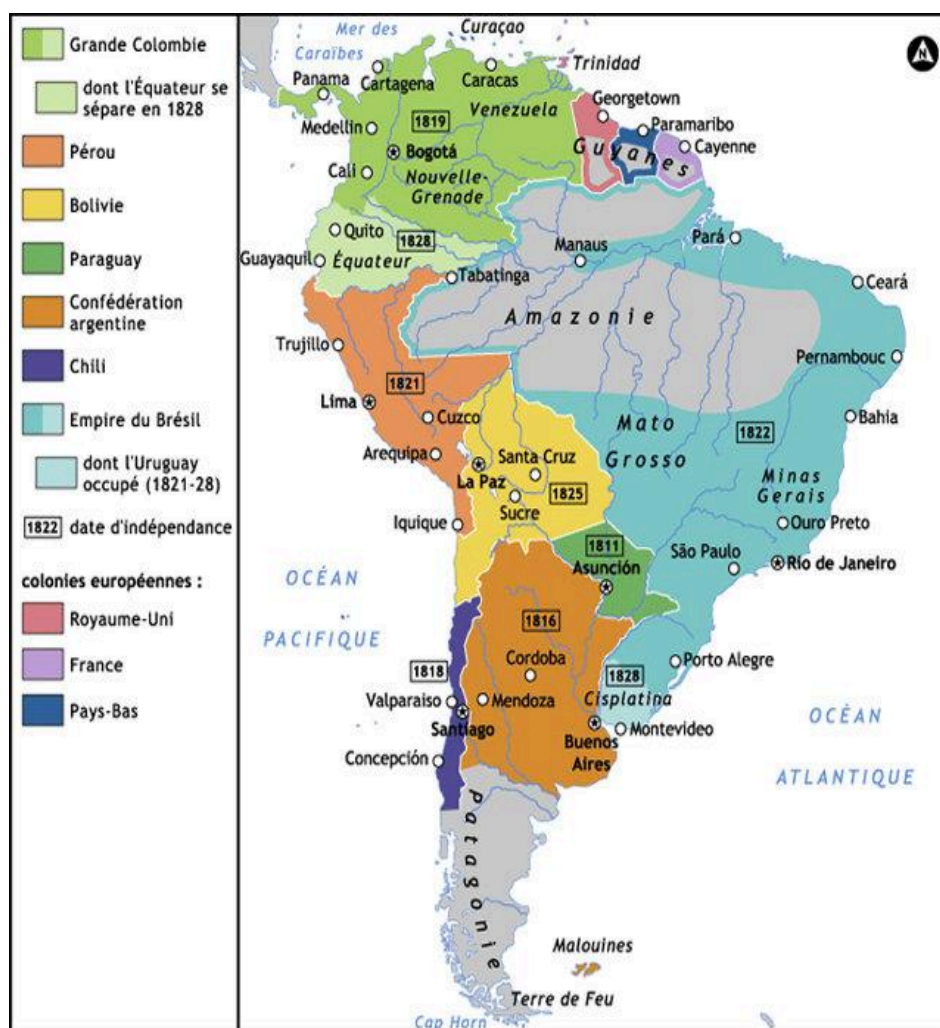 Grande Colombie
dont l'Équateur se
sépare en 1828
Pérou
Bolivie
Paraguay
Confédération
argentine
Chili
Empire du Brésil
dont l'Uruguay
occupé (1821-28)
1822 date d'indépendance
colonies européennes :
Royaume-Uni
France
Pays-Bas
Mer des
Caraïbes
Curaçao
N
Trinidad
Panama
Cartagena
Caracas
Venezuela
Georgetown
Paramaribo
Cayenne
Guyanes
Medellin
1819
Bogotá
Cali
Nouvelle-
Grenade
Quito
1828
Guayaquil
Équateur
Tabatinga
Manaus
Pará
Ceará
Amazonie
Trujillo
Pernambouc
1821
Lima
Cuzco
Mato
Grosso
1822
Bahia
Arequipa
Santa Cruz
La Paz
1825
Sucre
Minas
Gerais
Iquique
Ouro Preto
1811
Asunción
São Paulo
Rio de Janeiro
OCÉAN
PACIFIQUE
1816
Cordoba
1818
Porto Alegre
1828
Cisplatina
Valparaiso
Mendoza
Santiago
Montevideo
Buenos
Aires
Concepción
OCÉAN
ATLANTIQUE
Patagonie
Malouines
Terre de Feu
Cap Horn